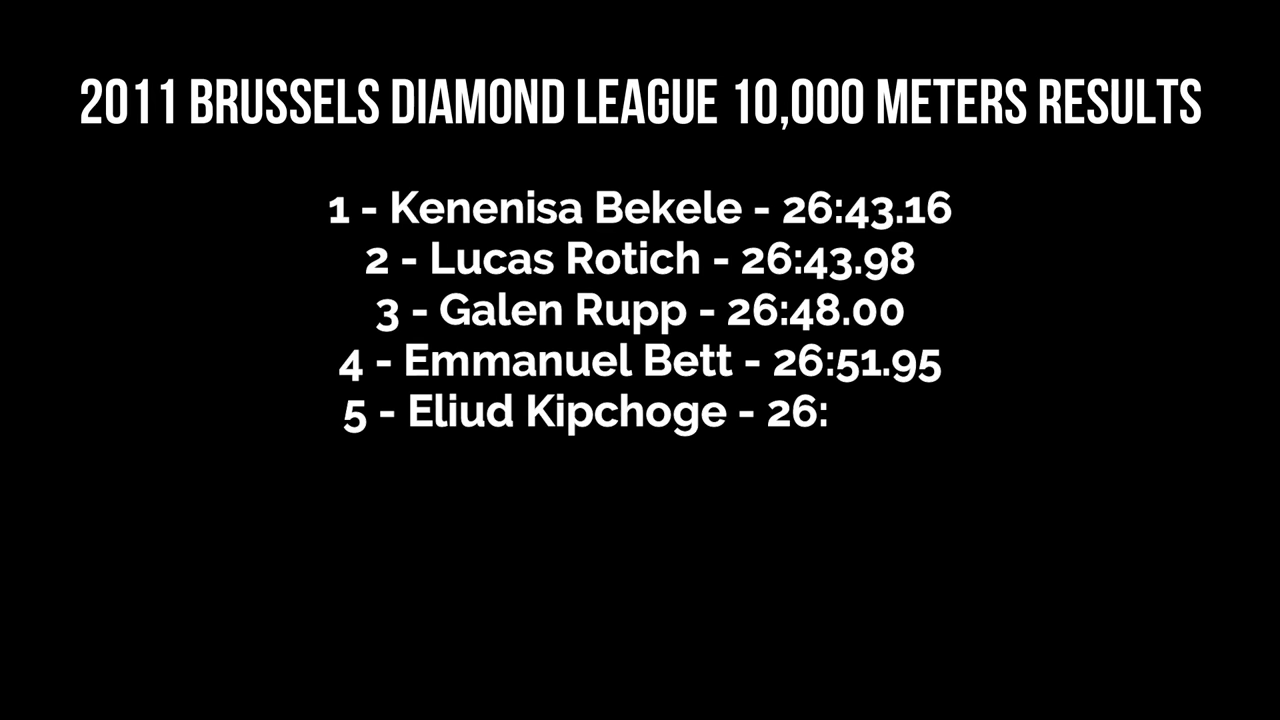 2011 BRUSSELS DIAMOND LEAGUE 10,000 METERS RESULTS
1 - Kenenisa Bekele - 26:43.16
2 - Lucas Rotich - 26:43.98
3 - Galen Rupp - 26:48.00
4 - Emmanuel Bett - 26:51.95
5 - Eliud Kipchoge - 26: